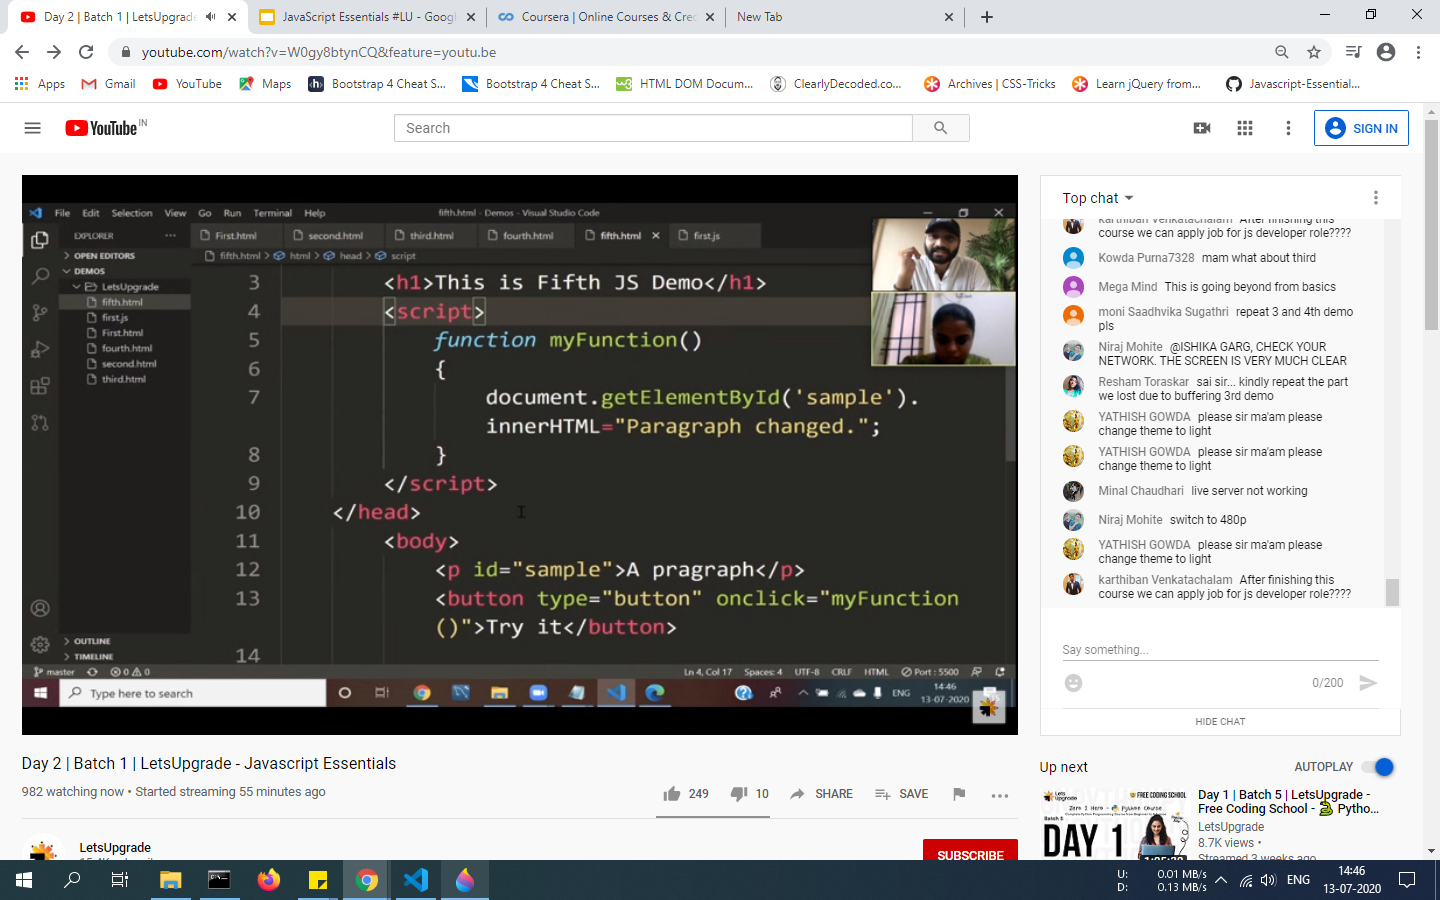 Day 2 | Batch 1 | LetsUpgrade
JavaScript Essentials #LU - Goog
Coursera | Online Courses & Cred
New Tab
youtube.com/watch?v=W0gy8btynCQ&feature=youtu.be
Apps
Gmail
YouTube
Maps
Bootstrap 4 Cheat S...
Bootstrap 4 Cheat S...
HTML DOM Docum...
ClearlyDecoded.co...
Archives | CSS-Tricks
Learn jQuery from...
Javascript-Essential...
YouTube IN
Search
SIGN IN
File Edit Selection View Go Run Terminal Help
fifth.html - Demos - Visual Studio Code
EXPLORER
First.html second.html third.html fourth.html fifth.html first.js
OPEN EDITORS
fifth.html > html > head > script
DEMOS
LetsUpgrade
fifth.html
first.js
First.html
fourth.html
second.html
third.html
3 <h1>This is Fifth JS Demo</h1>
4 <script>
5 function myFunction()
6 {
7 document.getElementById('sample').
innerHTML="Paragraph changed.";
8 }
9 </script>
10 </head>
11 <body>
12 <p id="sample">A pragraph</p>
13 <button type="button" onclick="myFunction
()">Try it</button>
14
OUTLINE
TIMELINE
master 0 0
Ln 4, Col 17 Spaces: 4 UTF-8 CRLF HTML Port : 5500
Type here to search
ENG
14:46
13-07-2020
Top chat
karthiban Venkatachalam After finishing this
course we can apply job for js developer role????
Kowda Purna7328 mam what about third
Mega Mind This is going beyond from basics
moni Saadhvika Sugathri repeat 3 and 4th demo
pls
Niraj Mohite @ISHIKA GARG, CHECK YOUR
NETWORK. THE SCREEN IS VERY MUCH CLEAR
Resham Toraskar sai sir... kindly repeat the part
we lost due to buffering 3rd demo
YATHISH GOWDA please sir ma'am please
change theme to light
YATHISH GOWDA please sir ma'am please
change theme to light
Minal Chaudhari live server not working
Niraj Mohite switch to 480p
YATHISH GOWDA please sir ma'am please
change theme to light
karthiban Venkatachalam After finishing this
course we can apply job for js developer role????
Say something...
0/200
HIDE CHAT
Day 2 | Batch 1 | LetsUpgrade - Javascript Essentials
982 watching now • Started streaming 55 minutes ago
249
10
SHARE
SAVE
LetsUpgrade
SUBSCRIBE
Up next
AUTOPLAY
Lets Upgrade
FREE CODING SCHOOL
Zero 2 Hero - Python Course
DAY 1
Day 1 | Batch 5 | LetsUpgrade -
Free Coding School - Pytho...
LetsUpgrade
8.7K views •
Streamed 3 weeks ago
U: 0.01 MB/s
D: 0.13 MB/s
ENG
14:46
13-07-2020